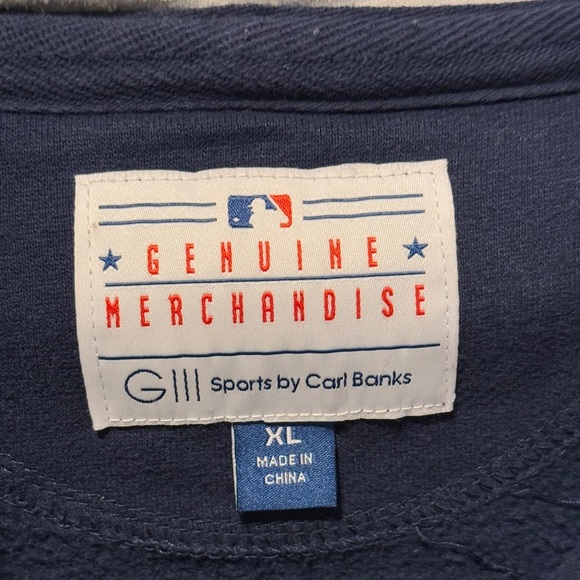 GENUINE
MERCHANDISE
GIII Sports by Carl Banks
XL
MADE IN
CHINA